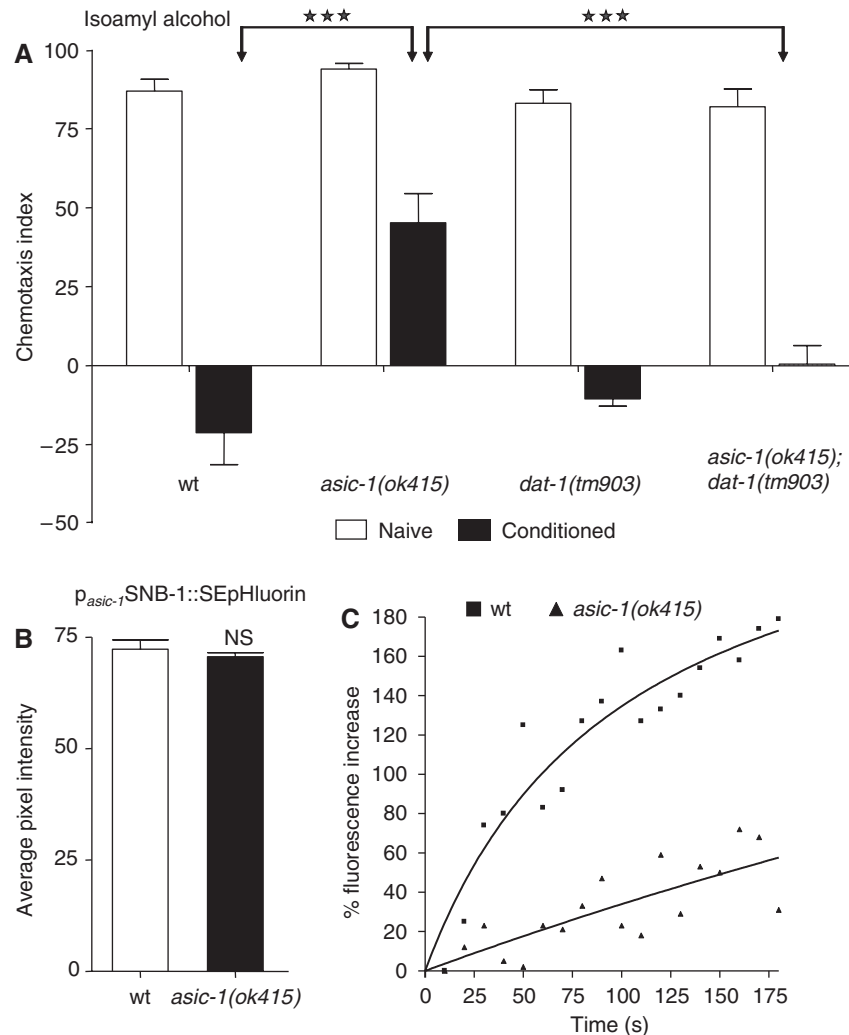 Isoamyl alcohol
★★★ ★★★
A
100
75
50
25
0
−25
−50
Chemotaxis index
wt
asic-1(ok415)
dat-1(tm903)
asic-1(ok415);
dat-1(tm903)
Naive Conditioned
B
pasic-1SNB-1::SEpHluorin
75
50
25
0
Average pixel intensity
NS
wt asic-1(ok415)
C
wt asic-1(ok415)
180
160
140
120
100
80
60
40
20
0
% fluorescence increase
0 25 50 75 100 125 150 175
Time (s)